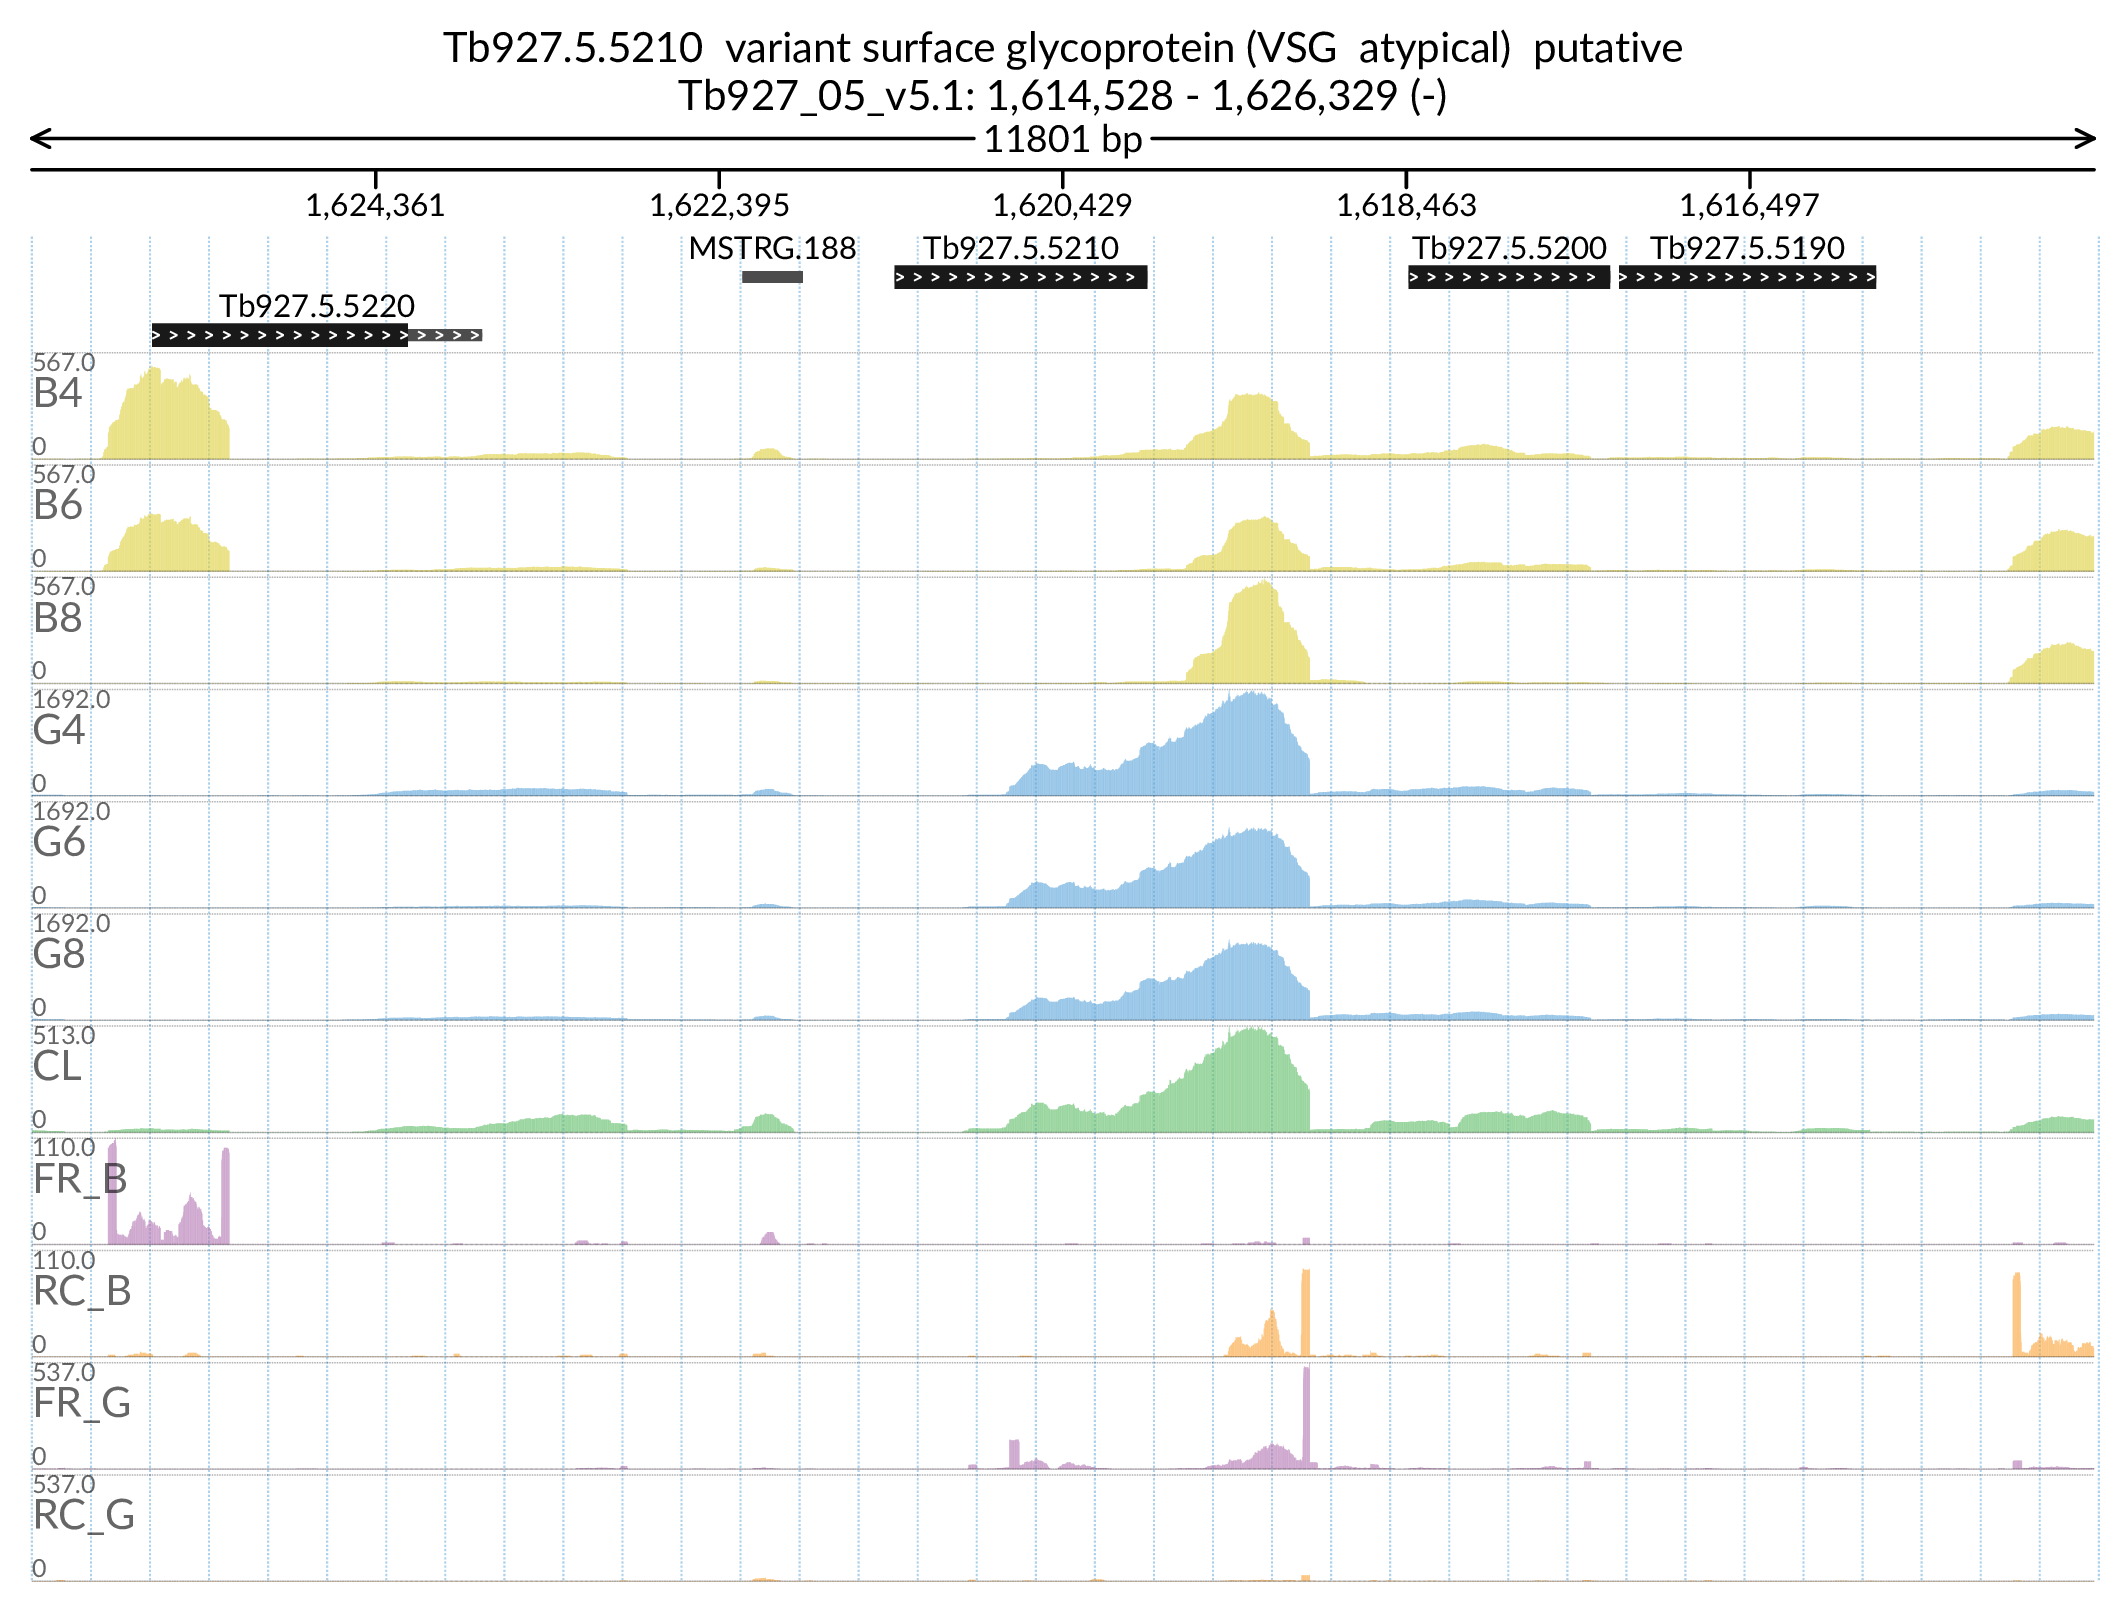 Tb927.5.5210  variant surface glycoprotein (VSG  atypical)  putative
Tb927_05_v5.1: 1,614,528 - 1,626,329 (-)
11801 bp
1,624,361 1,622,395 1,620,429 1,618,463 1,616,497
MSTRG.188 Tb927.5.5210 Tb927.5.5200 Tb927.5.5190
Tb927.5.5220
567.0
B4
0
567.0
B6
0
567.0
B8
0
1692.0
G4
0
1692.0
G6
0
1692.0
G8
0
513.0
CL
0
110.0
FR_B
0
110.0
RC_B
0
537.0
FR_G
0
537.0
RC_G
0